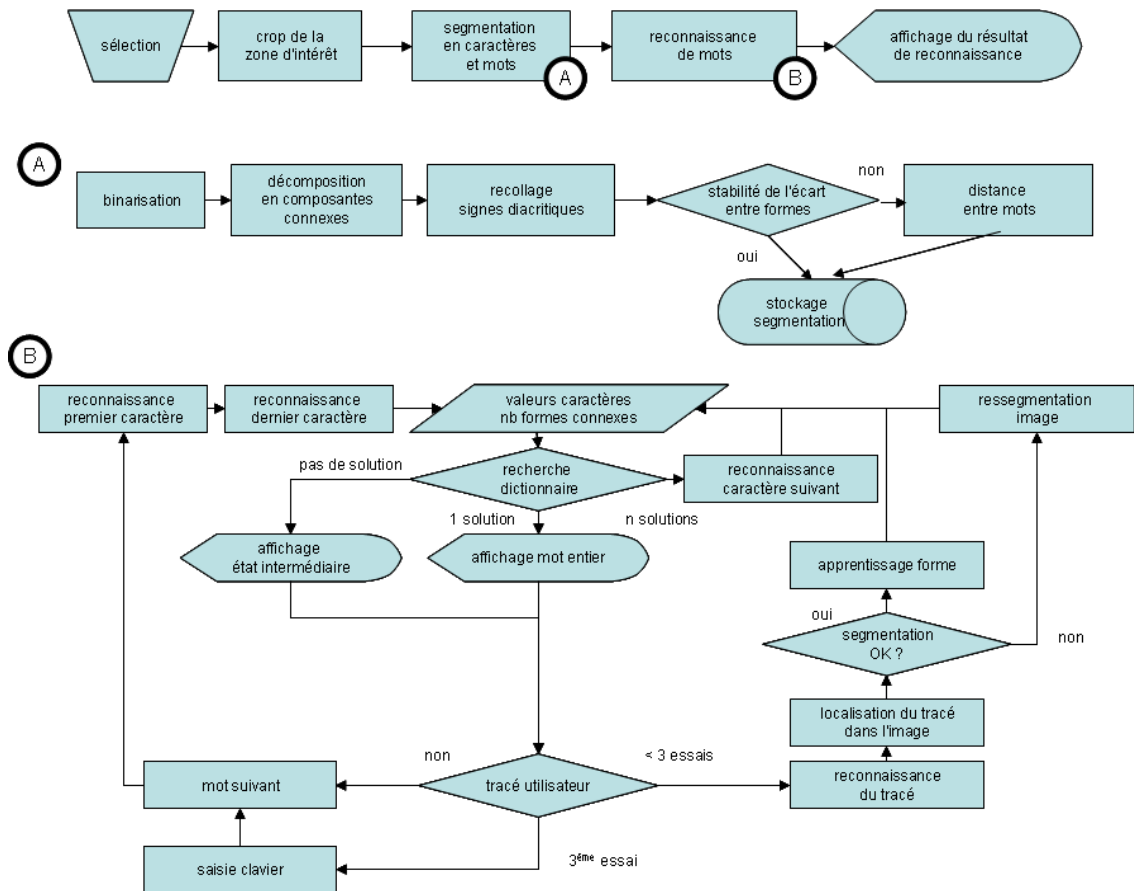 sélection
crop de la
zone d'intérêt
segmentation
en caractères
et mots
A
reconnaissance
de mots
B
affichage du résultat
de reconnaissance
A
binarisation
décomposition
en composantes
connexes
recollage
signes diacritiques
stabilité de l'écart
entre formes
non
distance
entre mots
oui
stockage
segmentation
B
reconnaissance
premier caractère
reconnaissance
dernier caractère
valeurs caractères
nb formes connexes
ressegmentation
image
pas de solution
recherche
dictionnaire
reconnaissance
caractère suivant
1 solution
n solutions
affichage
état intermédiaire
affichage mot entier
apprentissage forme
oui
segmentation
OK ?
non
localisation du tracé
dans l'image
non
< 3 essais
mot suivant
tracé utilisateur
reconnaissance
du tracé
saisie clavier
3ème essai